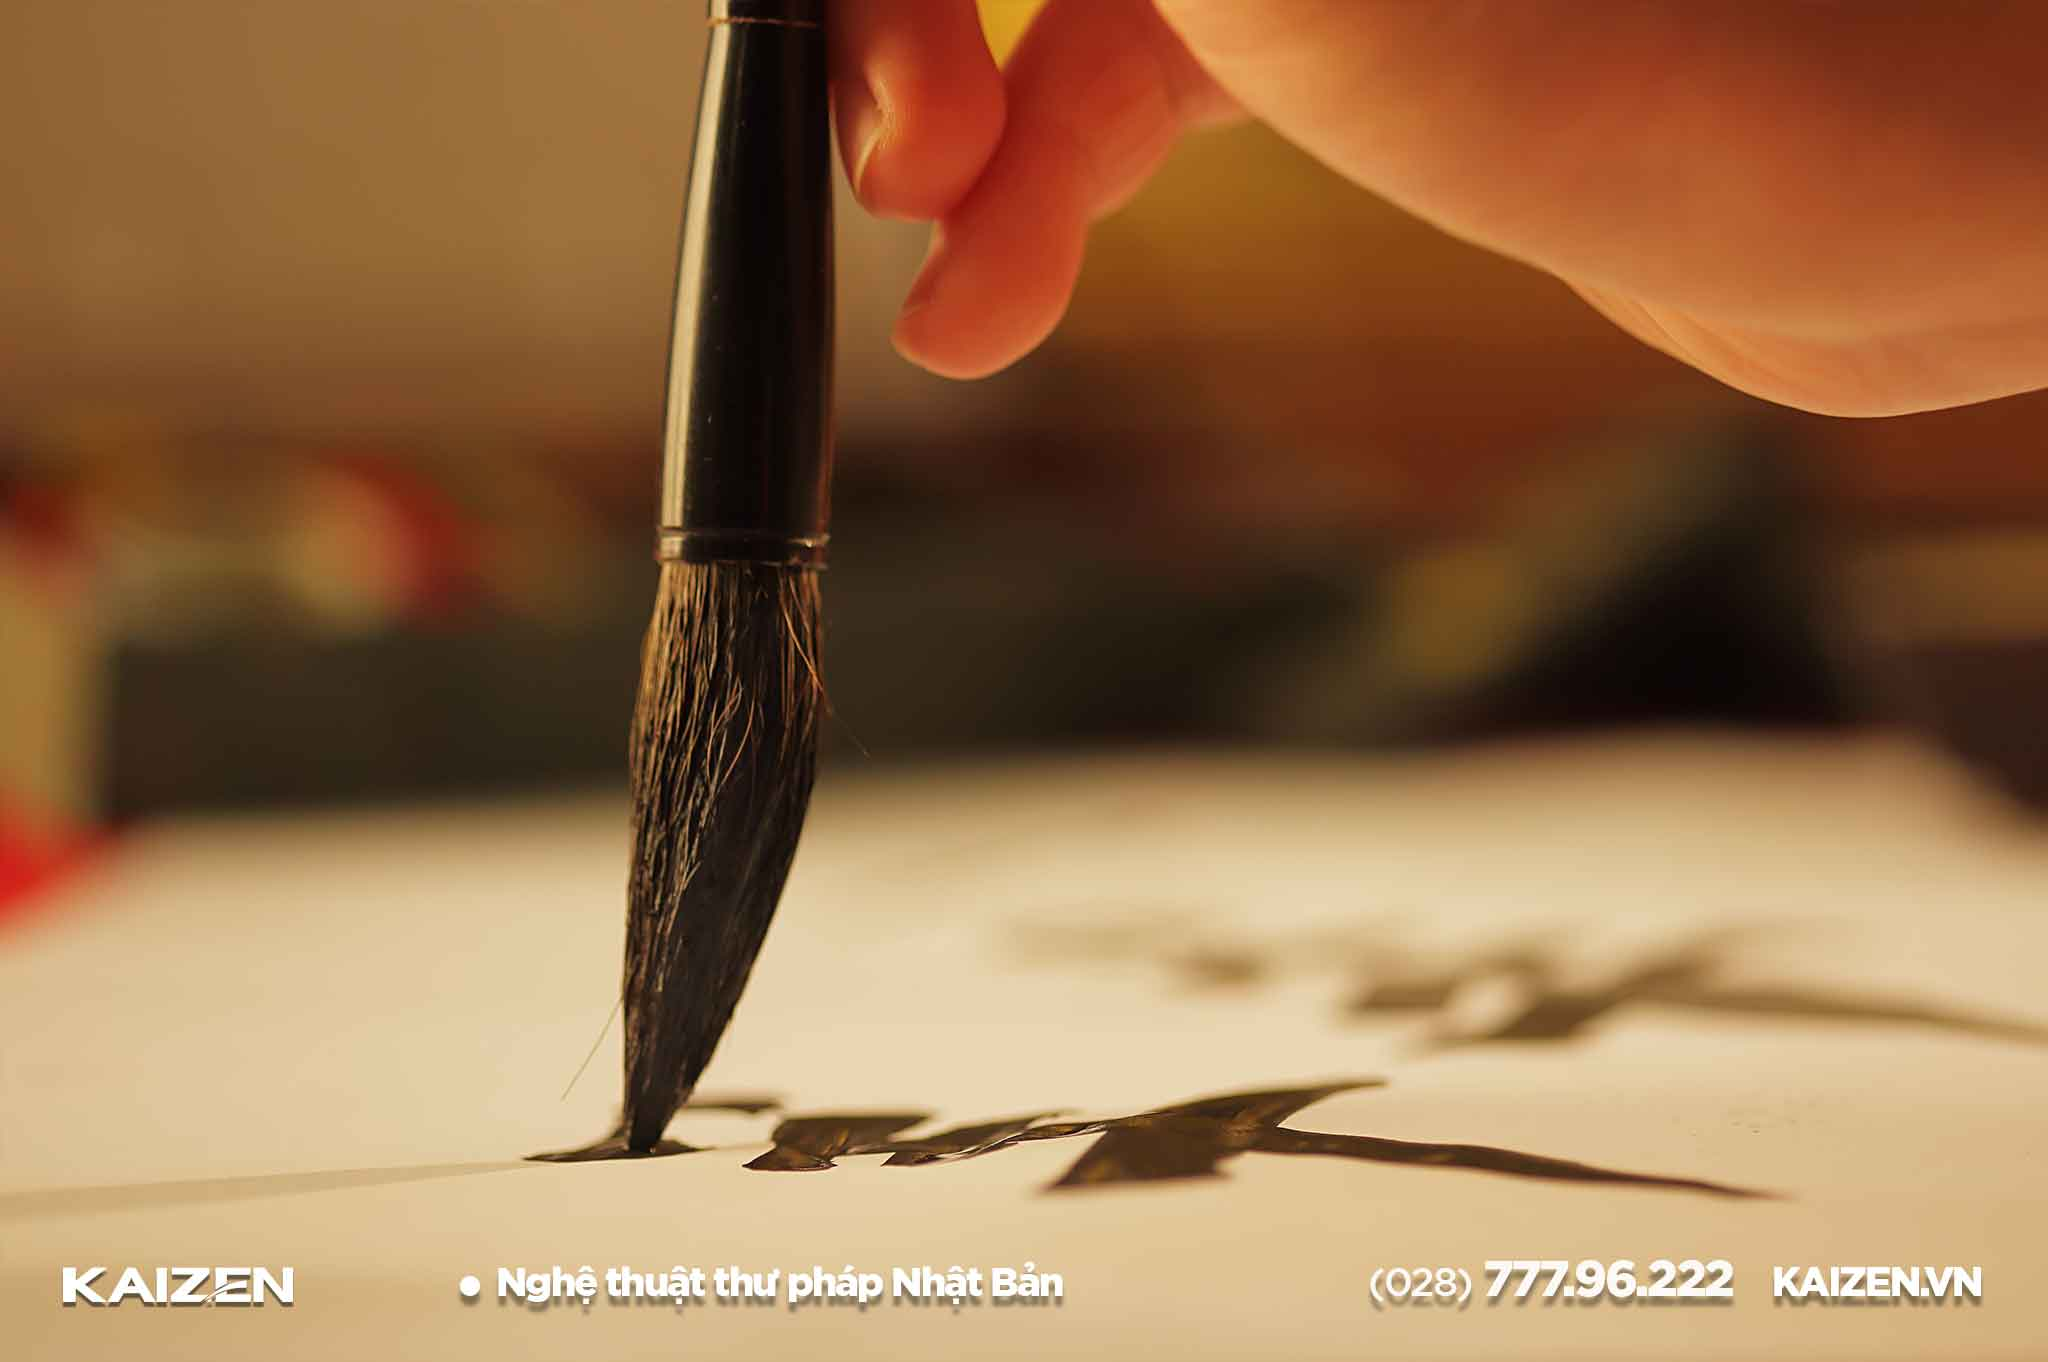 KAIZEN
• Nghệ thuật thư pháp Nhật Bản
(028) 777.96.222
KAIZEN.VN